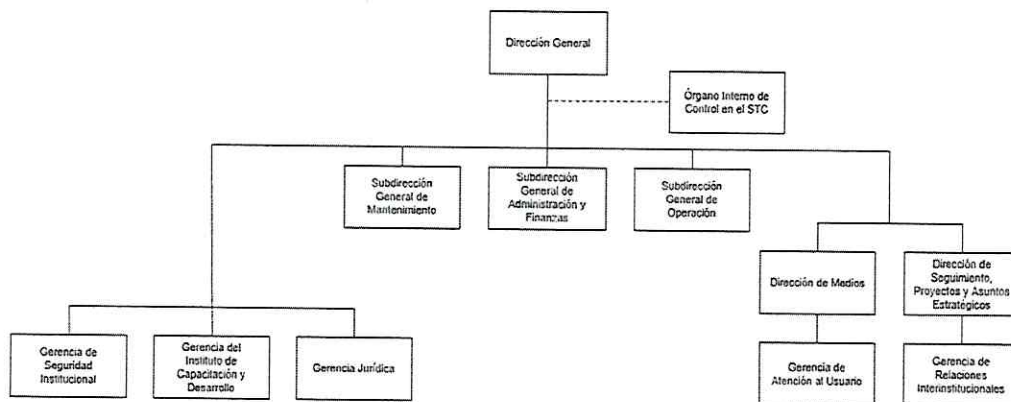 Dirección General
Órgano Interno de
Control en el STC
Subdirección
General de
Mantenimiento
Subdirección
General de
Administración y
Finanzas
Subdirección
General de
Operación
Dirección de Medios
Dirección de
Seguimiento,
Proyectos y Asuntos
Estratégicos
Gerencia de
Seguridad
Institucional
Gerencia del
Instituto de
Capacitación y
Desarrollo
Gerencia Jurídica
Gerencia de
Atención al Usuario
Gerencia de
Relaciones
Interinstitucionales